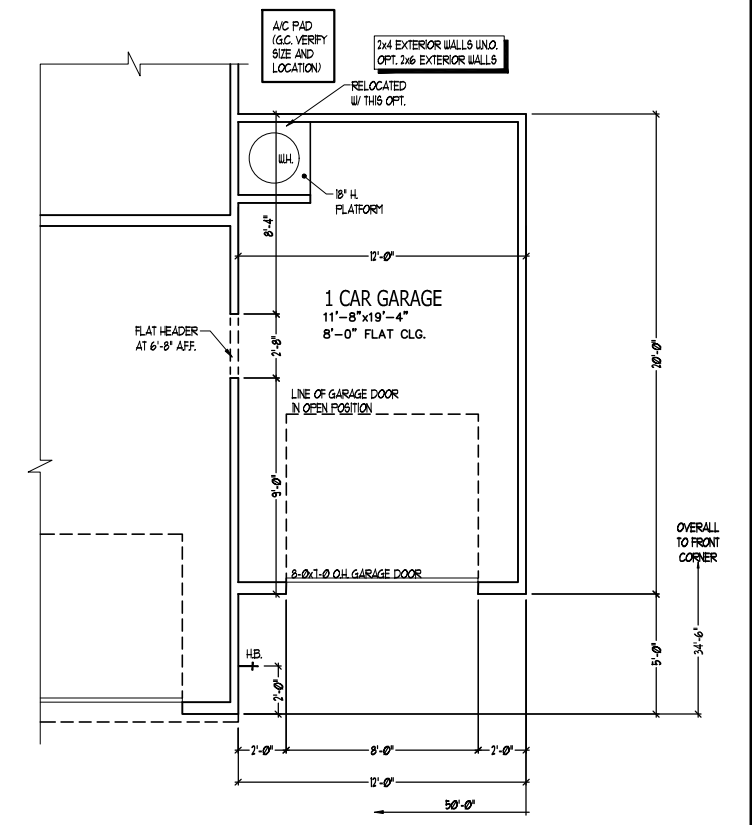 A/C PAD
(G.C. VERIFY
SIZE AND
LOCATION)
2x4 EXTERIOR WALLS U.N.O.
OPT. 2x6 EXTERIOR WALLS
RELOCATED
W/ THIS OPT.
W.H.
18" H.
PLATFORM
8'-4"
12'-0"
1 CAR GARAGE
11'-8"x19'-4"
8'-0" FLAT CLG.
FLAT HEADER
AT 6'-8" A.F.F.
2'-8"
20'-0"
LINE OF GARAGE DOOR
IN OPEN POSITION
9'-0"
OVERALL
TO FRONT
CORNER
8-0x7-0 O.H. GARAGE DOOR
H.B.
2'-0"
5'-0"
34'-6"
2'-0"
8'-0"
2'-0"
12'-0"
50'-0"